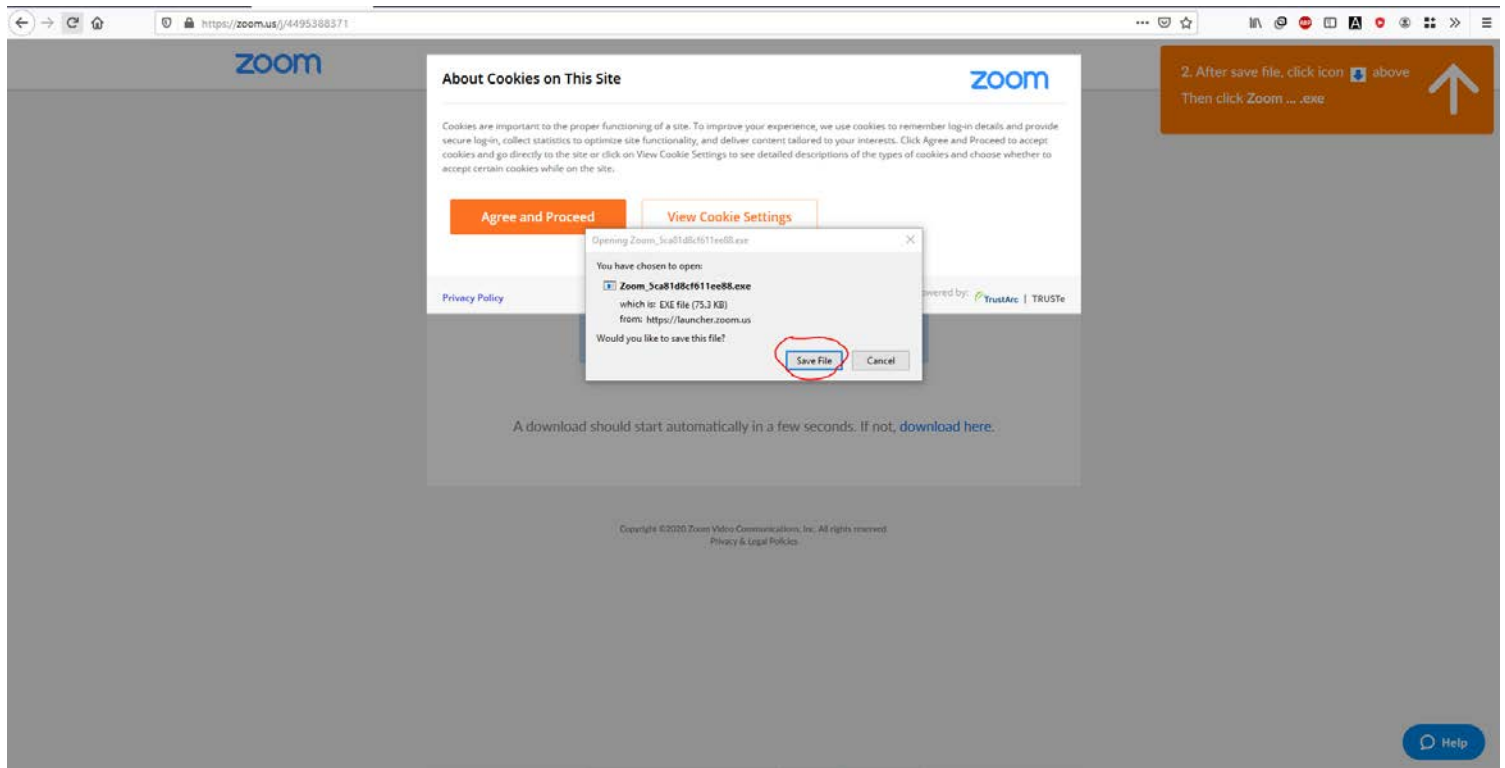 https://zoom.us/j/4495388371
zoom
About Cookies on This Site
zoom
Cookies are important to the proper functioning of a site. To improve your experience, we use cookies to remember log-in details and provide
secure log-in, collect statistics to optimize site functionality, and deliver content tailored to your interests. Click Agree and Proceed to accept
cookies and go directly to the site or click on View Cookie Settings to see detailed descriptions of the types of cookies and choose whether to
accept certain cookies while on the site.
Agree and Proceed
View Cookie Settings
2. After save file, click icon above
Then click Zoom ... .exe
Opening Zoom_5ca81d8cf611ee88.exe
You have chosen to open:
Zoom_5ca81d8cf611ee88.exe
which is: EXE file (75.3 KB)
from: https://launcher.zoom.us
Would you like to save this file?
Save File
Cancel
Privacy Policy
owered by: TrustArc | TRUSTe
A download should start automatically in a few seconds. If not, download here.
Copyright ©2020 Zoom Video Communications, Inc. All rights reserved.
Privacy & Legal Policies
Help